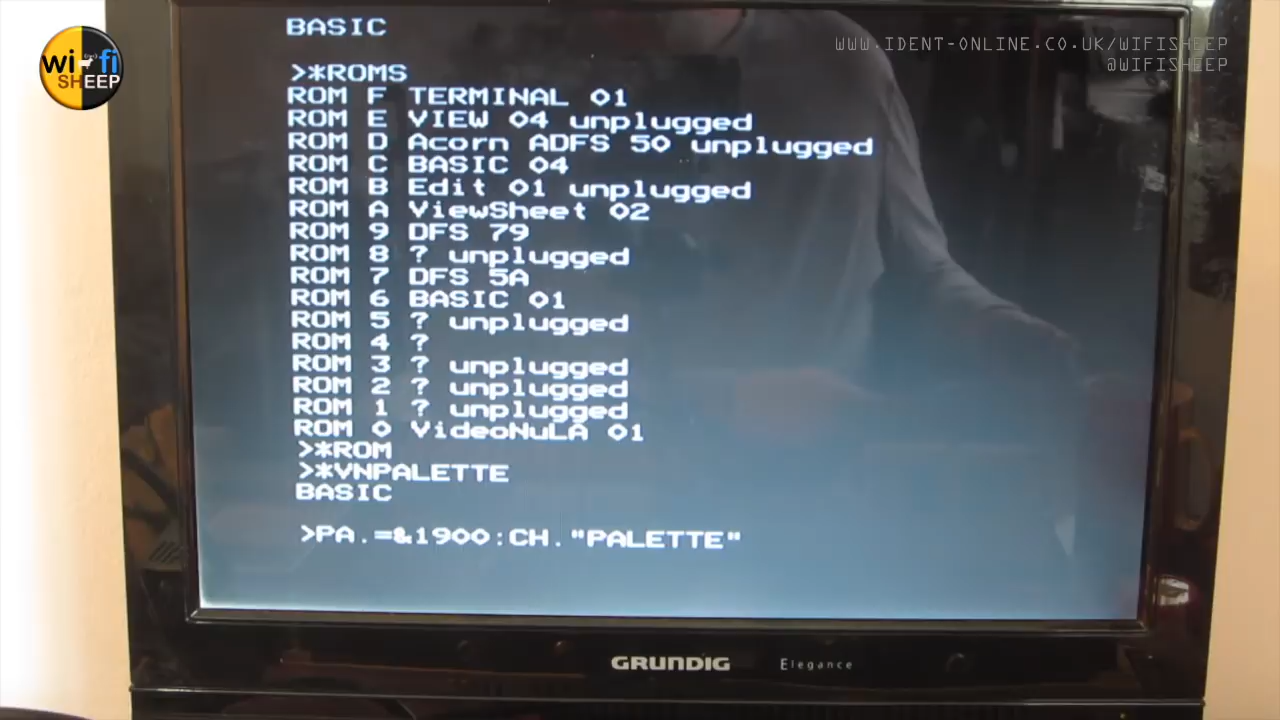 wi-fi
SHEEP
WWW.IDENT-ONLINE.CO.UK/WIFISHEEP
@WIFISHEEP
BASIC
>*ROMS
ROM F TERMINAL 01
ROM E VIEW 04 unplugged
ROM D Acorn ADFS 50 unplugged
ROM C BASIC 04
ROM B Edit 01 unplugged
ROM A ViewSheet 02
ROM 9 DFS 79
ROM 8 ? unplugged
ROM 7 DFS 5A
ROM 6 BASIC 01
ROM 5 ? unplugged
ROM 4 ?
ROM 3 ? unplugged
ROM 2 ? unplugged
ROM 1 ? unplugged
ROM 0 VideoNuLA 01
>*ROM
>*VNPALETTE
BASIC
>PA.=&1900:CH."PALETTE"
GRUNDIG Elegance